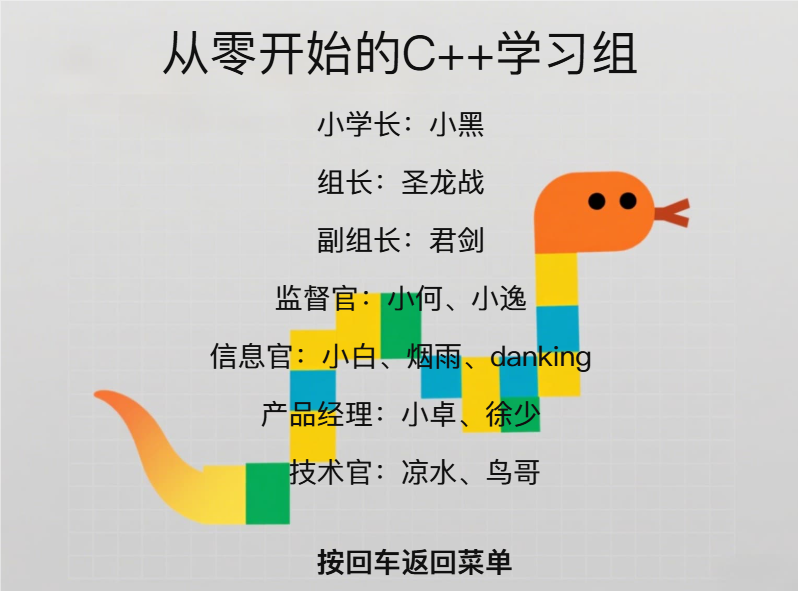 从零开始的C++学习组
小学长：小黑
组长：圣龙战
副组长：君剑
监督官：小何、小逸
信息官：小白、烟雨、danking
产品经理：小卓、徐少
技术官：凉水、鸟哥
按回车返回菜单